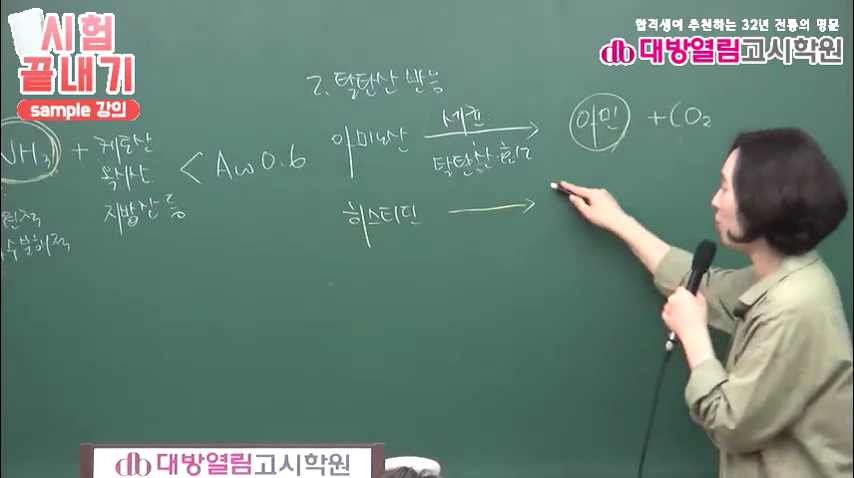 시험
끝내기
sample 강의
합격생이 추천하는 32년 전통의 명문
db 대방열림고시학원
2. 탈탄산 반응
NH₃ + 케토산
옥시산
지방산 등
< Aw 0.6
아미노산
세균
탈탄산 효소
아민 + CO₂
히스티딘
db 대방열림고시학원